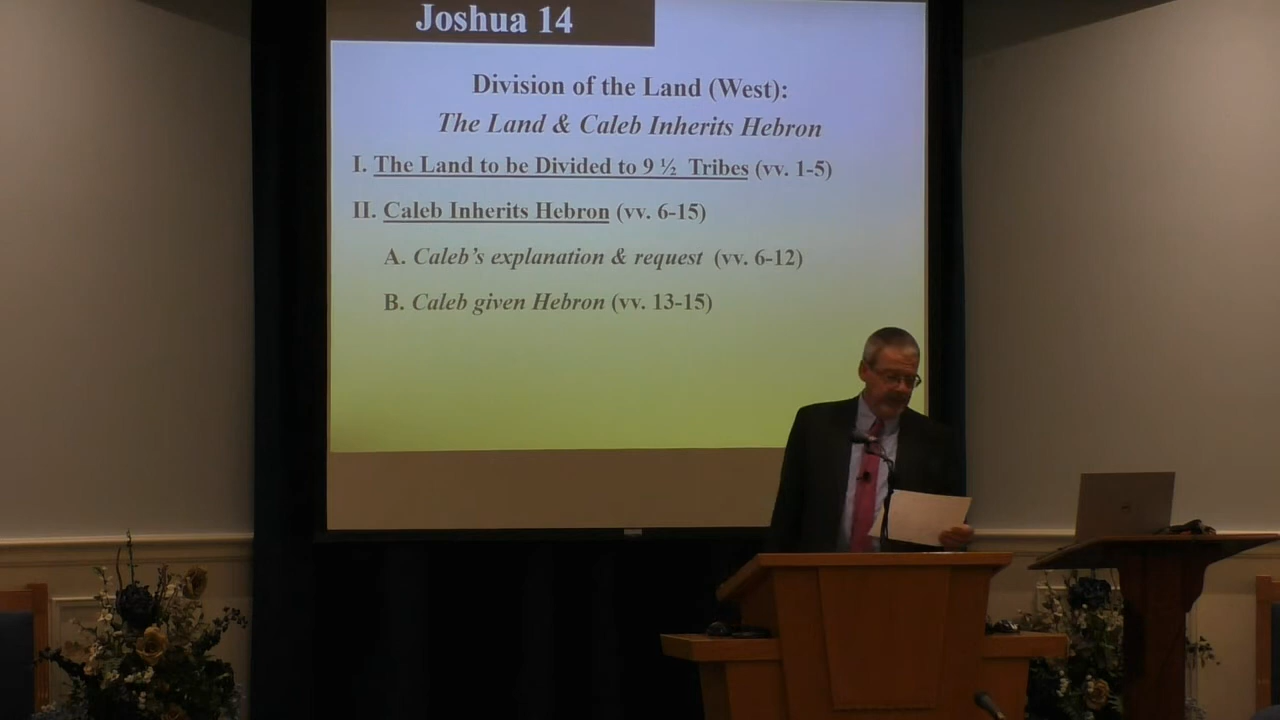 Joshua 14
Division of the Land (West):
The Land & Caleb Inherits Hebron
I. The Land to be Divided to 9 ½ Tribes (vv. 1-5)
II. Caleb Inherits Hebron (vv. 6-15)
A. Caleb's explanation & request (vv. 6-12)
B. Caleb given Hebron (vv. 13-15)